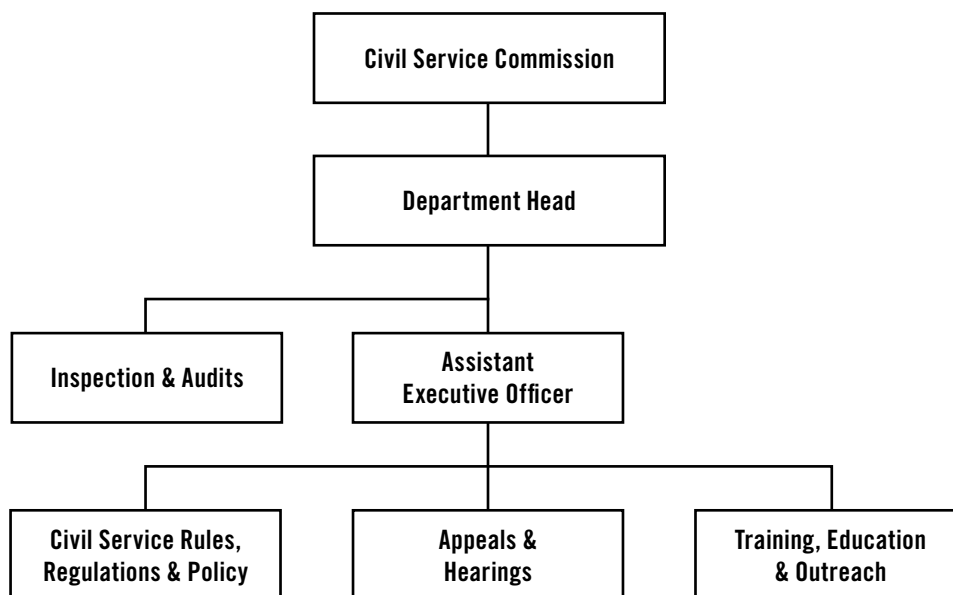 Civil Service Commission
Department Head
Inspection & Audits
Assistant
Executive Officer
Civil Service Rules,
Regulations & Policy
Appeals &
Hearings
Training, Education
& Outreach